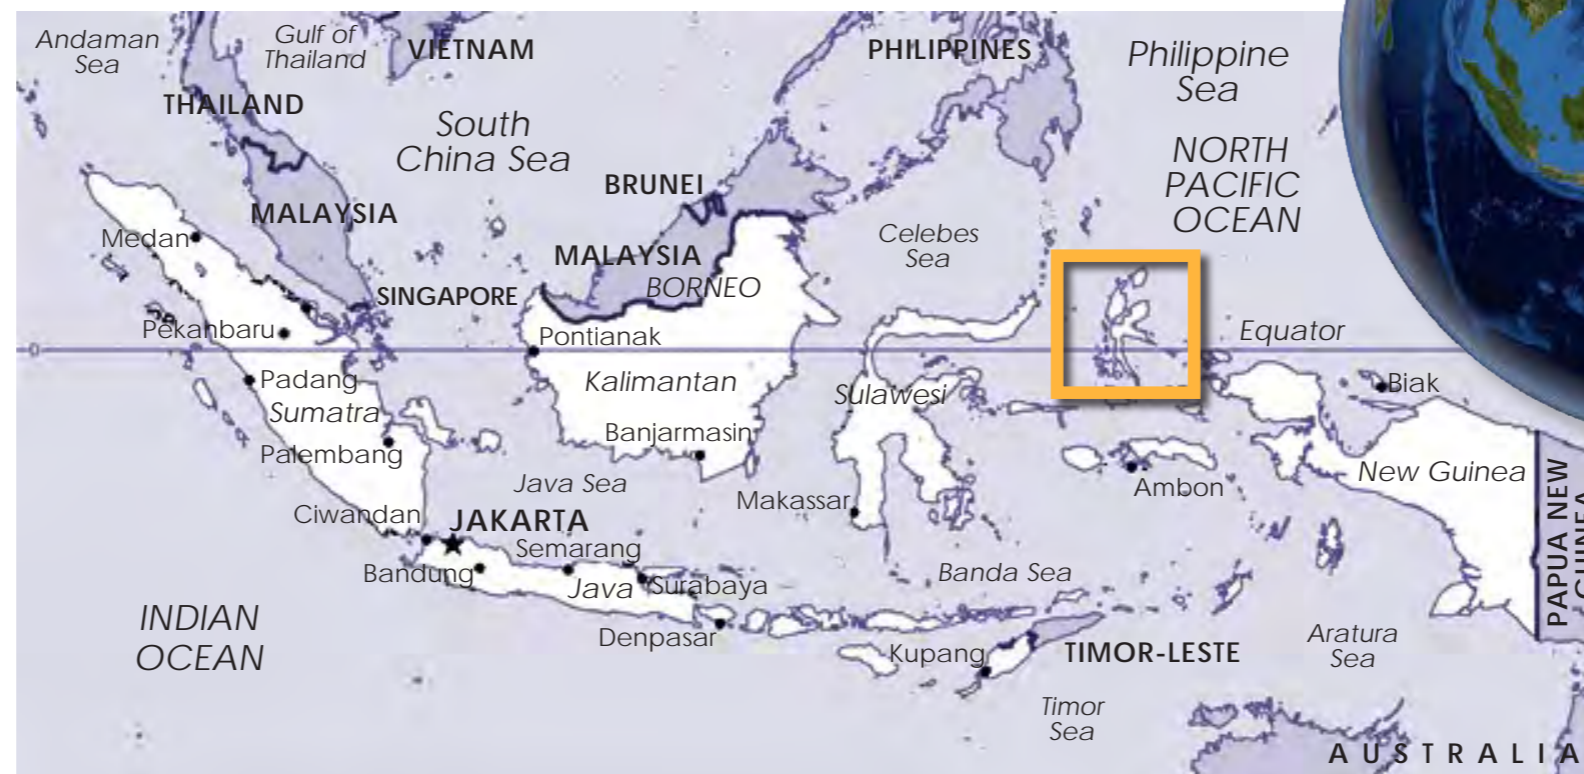 Andaman
Sea
Gulf of
Thailand
VIETNAM
PHILIPPINES
Philippine
Sea
THAILAND
South
China Sea
NORTH
PACIFIC
OCEAN
BRUNEI
MALAYSIA
Medan
Celebes
Sea
MALAYSIA
BORNEO
SINGAPORE
Pekanbaru
Pontianak
Equator
0
Padang
Kalimantan
Sulawesi
Biak
Sumatra
Banjarmasin
Palembang
New Guinea
Java Sea
Makassar
Ambon
Ciwandan
JAKARTA
Semarang
Bandung
Java
Surabaya
Banda Sea
PAPUA NEW
GUINEA
INDIAN
OCEAN
Denpasar
Kupang
TIMOR-LESTE
Aratura
Sea
Timor
Sea
AUSTRALIA